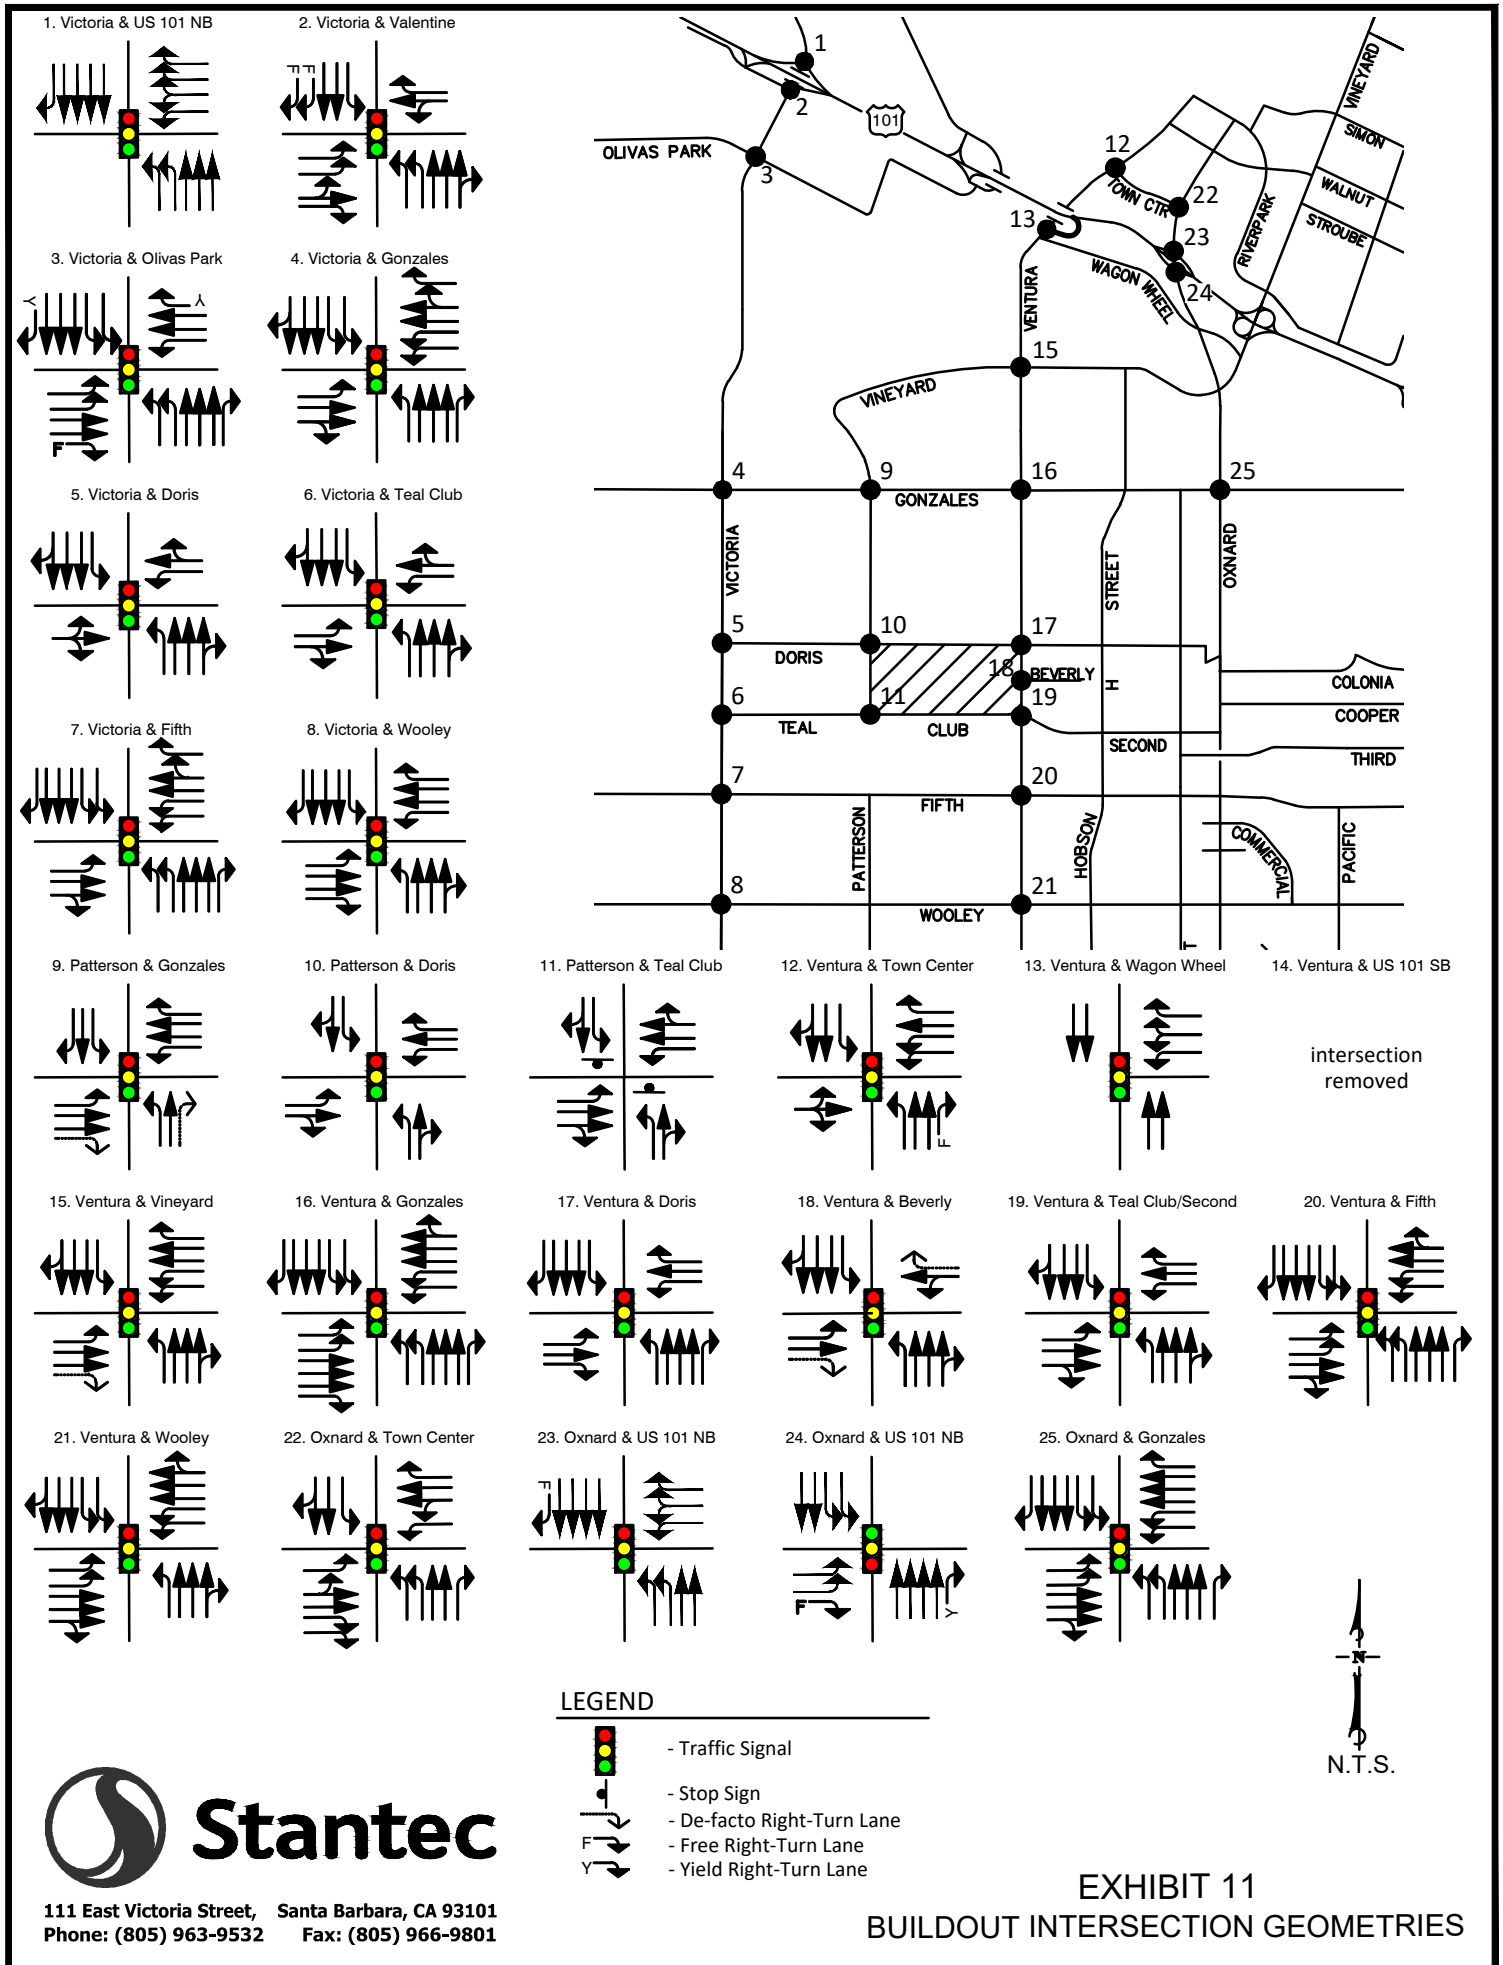 1. Victoria & US 101 NB
2. Victoria & Valentine
F F
3. Victoria & Olivas Park
Y
Y
F
4. Victoria & Gonzales
5. Victoria & Doris
6. Victoria & Teal Club
7. Victoria & Fifth
8. Victoria & Wooley
1
2
3
101
OLIVAS PARK
12
TOWN CTR
22
13
23
24
VENTURA
WAGON WHEEL
RIVERPARK
VINEYARD
SIMON
WALNUT
STROUBE
15
VINEYARD
4
9
16
25
GONZALES
VICTORIA
STREET
OXNARD
5
10
17
DORIS
18
BEVERLY
H
COLONIA
6
11
19
COOPER
TEAL
CLUB
SECOND
THIRD
7
20
FIFTH
PATTERSON
HOBSON
COMMERCIAL
PACIFIC
8
21
WOOLEY
9. Patterson & Gonzales
10. Patterson & Doris
11. Patterson & Teal Club
12. Ventura & Town Center
F
13. Ventura & Wagon Wheel
14. Ventura & US 101 SB
intersection
removed
15. Ventura & Vineyard
16. Ventura & Gonzales
17. Ventura & Doris
18. Ventura & Beverly
19. Ventura & Teal Club/Second
20. Ventura & Fifth
21. Ventura & Wooley
22. Oxnard & Town Center
23. Oxnard & US 101 NB
F
24. Oxnard & US 101 NB
F
Y
25. Oxnard & Gonzales
N
N.T.S.
LEGEND
- Traffic Signal
- Stop Sign
- De-facto Right-Turn Lane
F - Free Right-Turn Lane
Y - Yield Right-Turn Lane
Stantec
111 East Victoria Street, Santa Barbara, CA 93101
Phone: (805) 963-9532 Fax: (805) 966-9801
EXHIBIT 11
BUILDOUT INTERSECTION GEOMETRIES